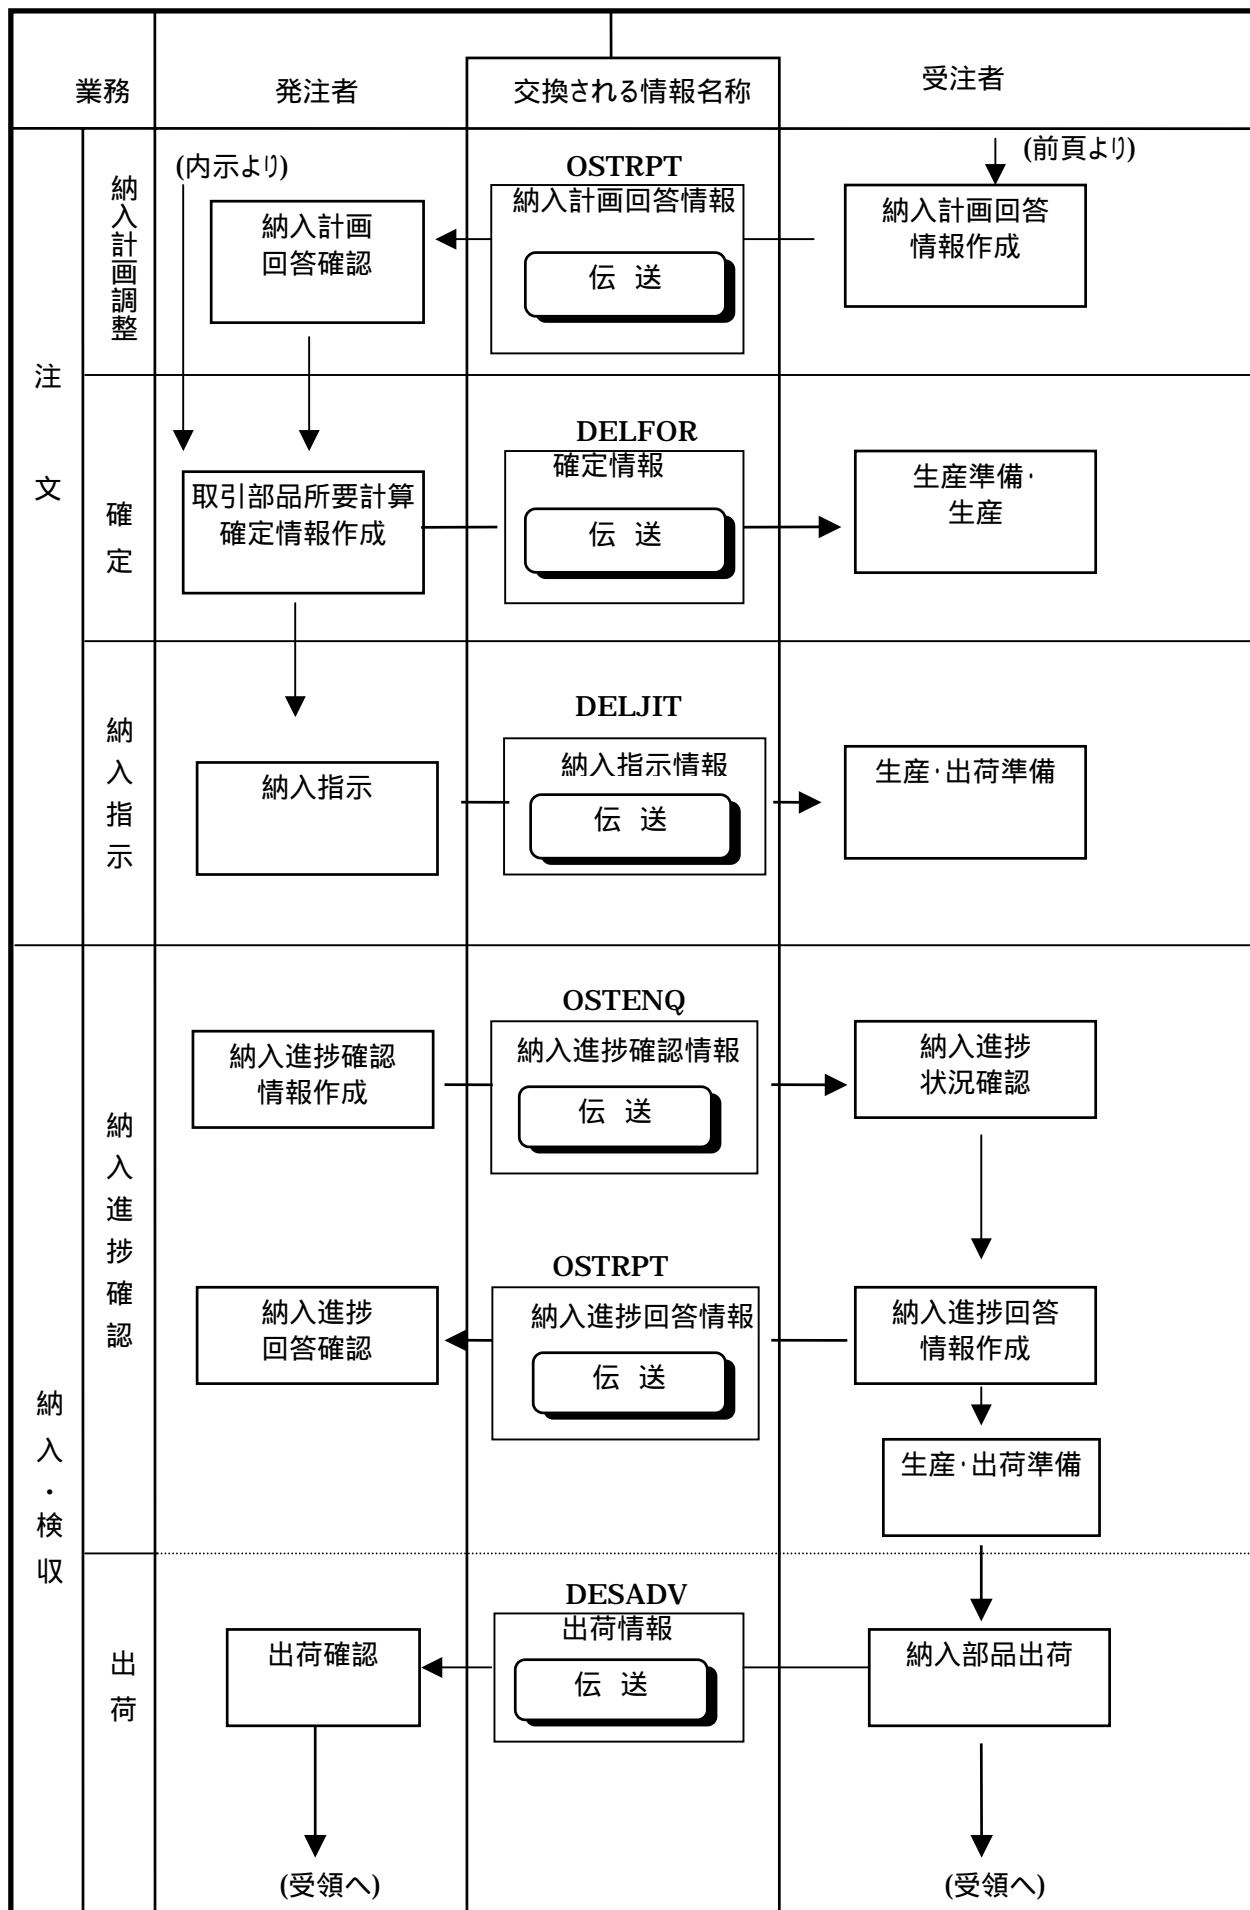 業務
発注者
交換される情報名称
受注者
注文
納入計画調整
(内示より)
OSTRPT
(前頁より)
納入計画
回答確認
納入計画回答情報
伝 送
納入計画回答
情報作成
確定
DELFOR
取引部品所要計算
確定情報作成
確定情報
伝 送
生産準備・
生産
納入指示
DELJIT
納入指示
納入指示情報
伝 送
生産・出荷準備
納入・検収
納入進捗確認
OSTENQ
納入進捗確認
情報作成
納入進捗確認情報
伝 送
納入進捗
状況確認
OSTRPT
納入進捗
回答確認
納入進捗回答情報
伝 送
納入進捗回答
情報作成
生産・出荷準備
出荷
DESADV
出荷確認
出荷情報
伝 送
納入部品出荷
(受領へ)
(受領へ)